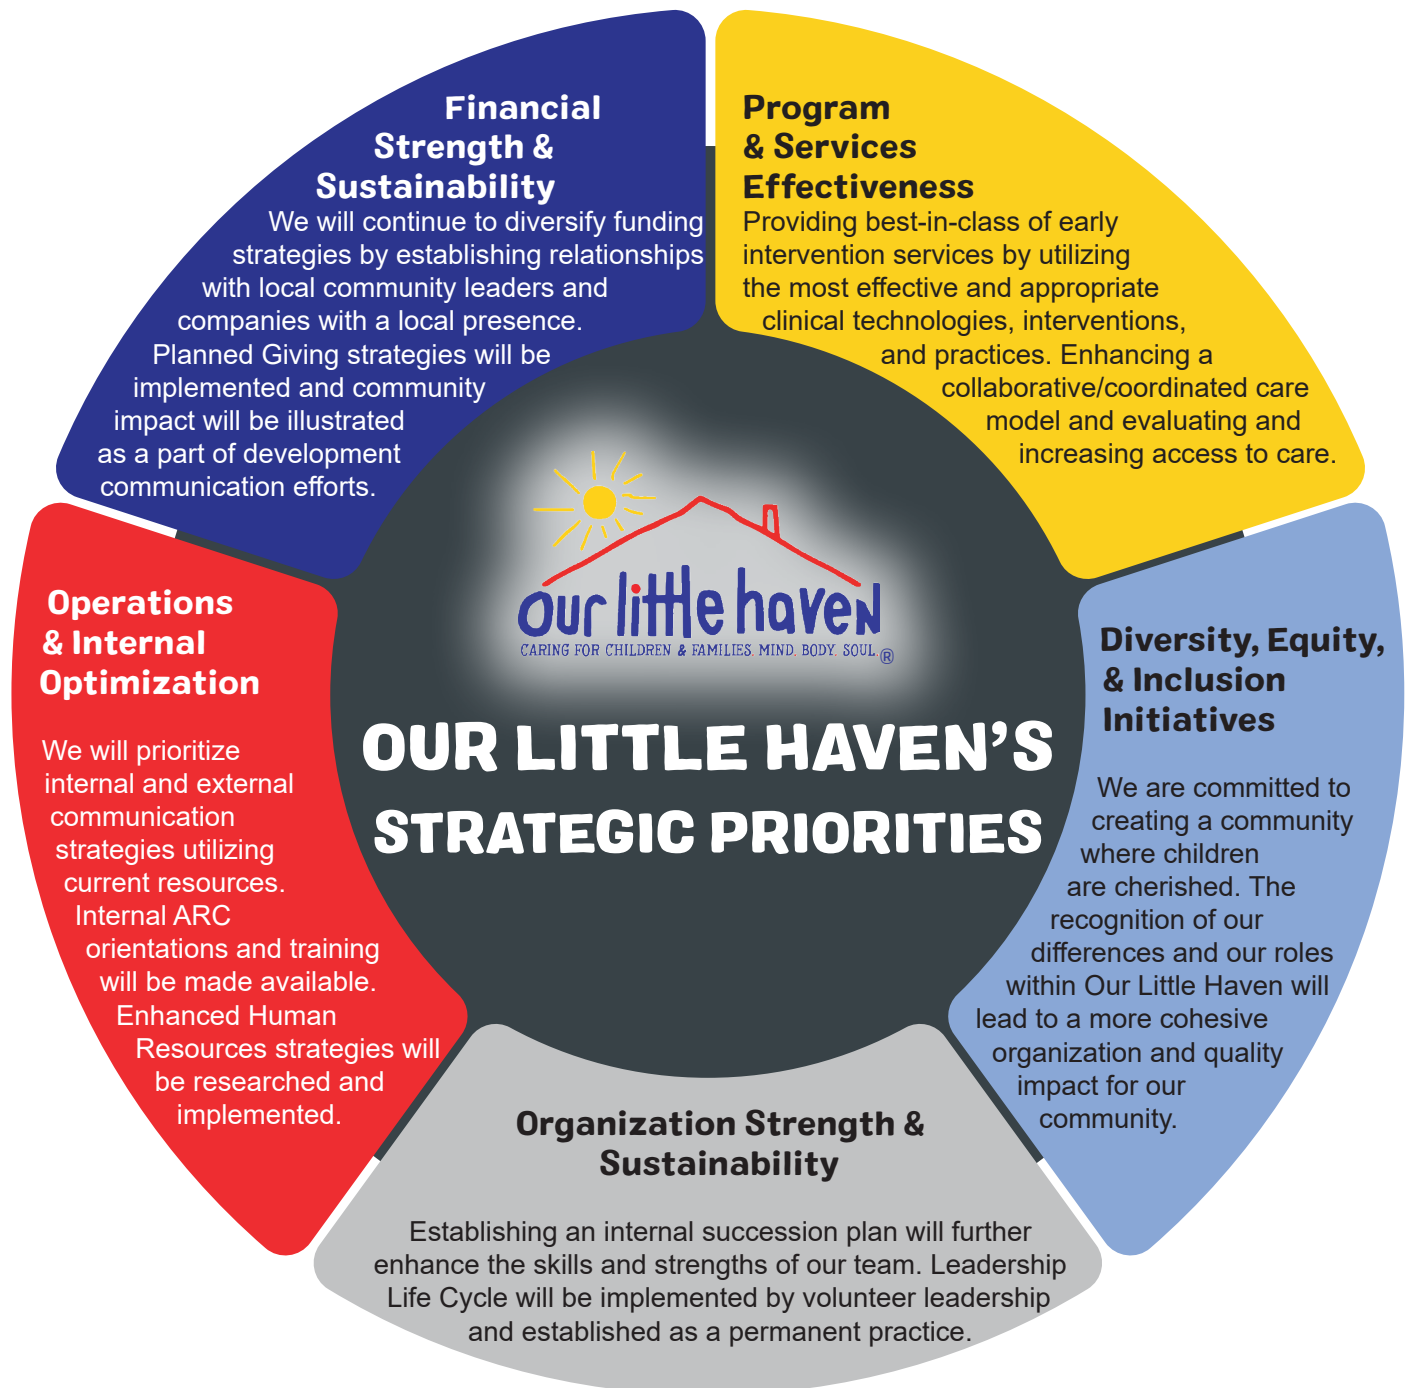 Financial
Strength &
Sustainability
We will continue to diversify funding
strategies by establishing relationships
with local community leaders and
companies with a local presence.
Planned Giving strategies will be
implemented and community
impact will be illustrated
as a part of development
communication efforts.
Program
& Services
Effectiveness
Providing best-in-class of early
intervention services by utilizing
the most effective and appropriate
clinical technologies, interventions,
and practices. Enhancing a
collaborative/coordinated care
model and evaluating and
increasing access to care.
Diversity, Equity,
& Inclusion
Initiatives
We are committed to
creating a community
where children
are cherished. The
recognition of our
differences and our roles
within Our Little Haven will
lead to a more cohesive
organization and quality
impact for our
community.
Organization Strength &
Sustainability
Establishing an internal succession plan will further
enhance the skills and strengths of our team. Leadership
Life Cycle will be implemented by volunteer leadership
and established as a permanent practice.
Operations
& Internal
Optimization
We will prioritize
internal and external
communication
strategies utilizing
current resources.
Internal ARC
orientations and training
will be made available.
Enhanced Human
Resources strategies will
be researched and
implemented.
our little haven
CARING FOR CHILDREN & FAMILIES. MIND. BODY. SOUL.®
OUR LITTLE HAVEN'S
STRATEGIC PRIORITIES